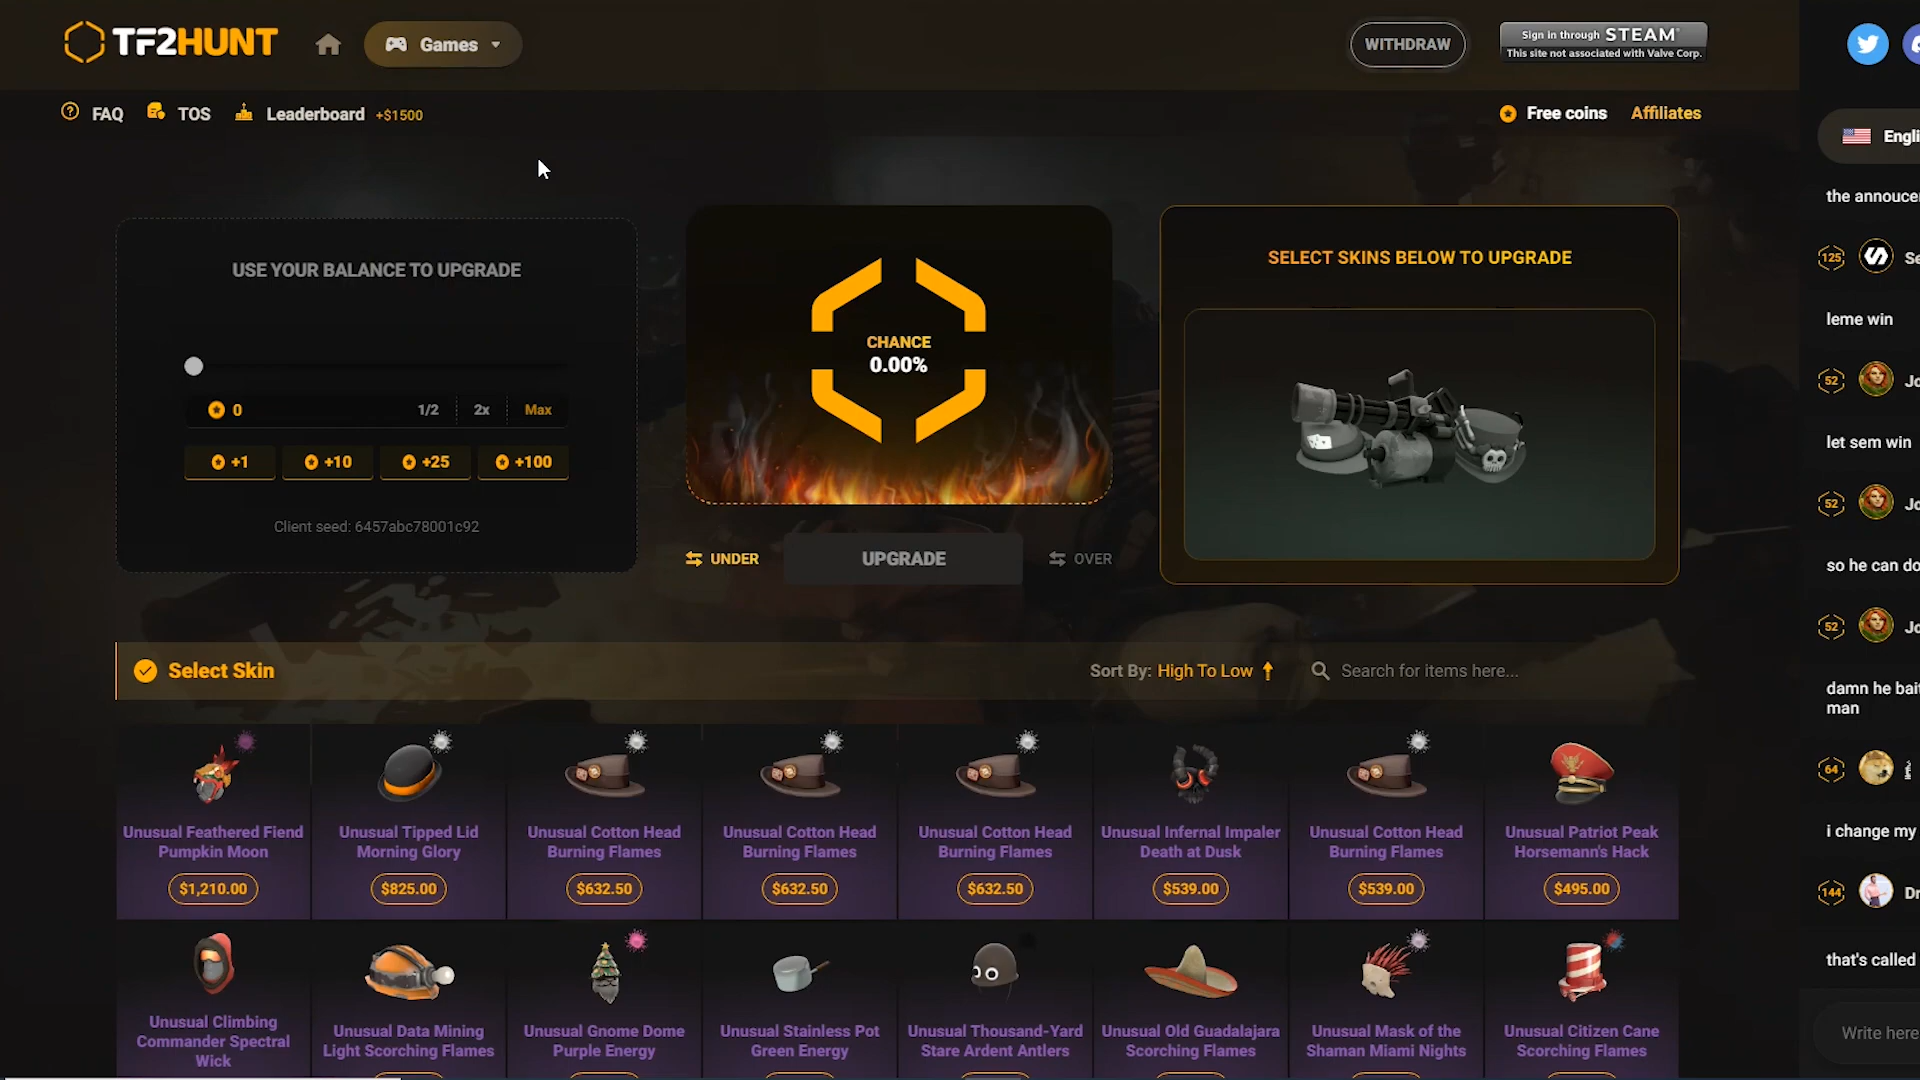 TF2HUNT
Games
WITHDRAW
Sign in through STEAM
This site not associated with Valve Corp.
FAQ
TOS
Leaderboard +$1500
Free coins
Affiliates
USE YOUR BALANCE TO UPGRADE
0
1/2
2x
Max
+1
+10
+25
+100
Client seed: 6457abc78001c92
CHANCE
0.00%
UNDER
UPGRADE
OVER
SELECT SKINS BELOW TO UPGRADE
Select Skin
Sort By: High To Low
Search for items here...
Unusual Feathered Fiend
Pumpkin Moon
$1,210.00
Unusual Tipped Lid
Morning Glory
$825.00
Unusual Cotton Head
Burning Flames
$632.50
Unusual Cotton Head
Burning Flames
$632.50
Unusual Cotton Head
Burning Flames
$632.50
Unusual Infernal Impaler
Death at Dusk
$539.00
Unusual Cotton Head
Burning Flames
$539.00
Unusual Patriot Peak
Horsemann's Hack
$495.00
Unusual Climbing
Commander Spectral
Wick
Unusual Data Mining
Light Scorching Flames
Unusual Gnome Dome
Purple Energy
Unusual Stainless Pot
Green Energy
Unusual Thousand-Yard
Stare Ardent Antlers
Unusual Old Guadalajara
Scorching Flames
Unusual Mask of the
Shaman Miami Nights
Unusual Citizen Cane
Scorching Flames
Engli
the annoucer
125 Se
leme win
52 Jo
let sem win
52 Jo
so he can do
52 Jo
damn he bait
man
64
i change my
144 Dr
that's called
Write here